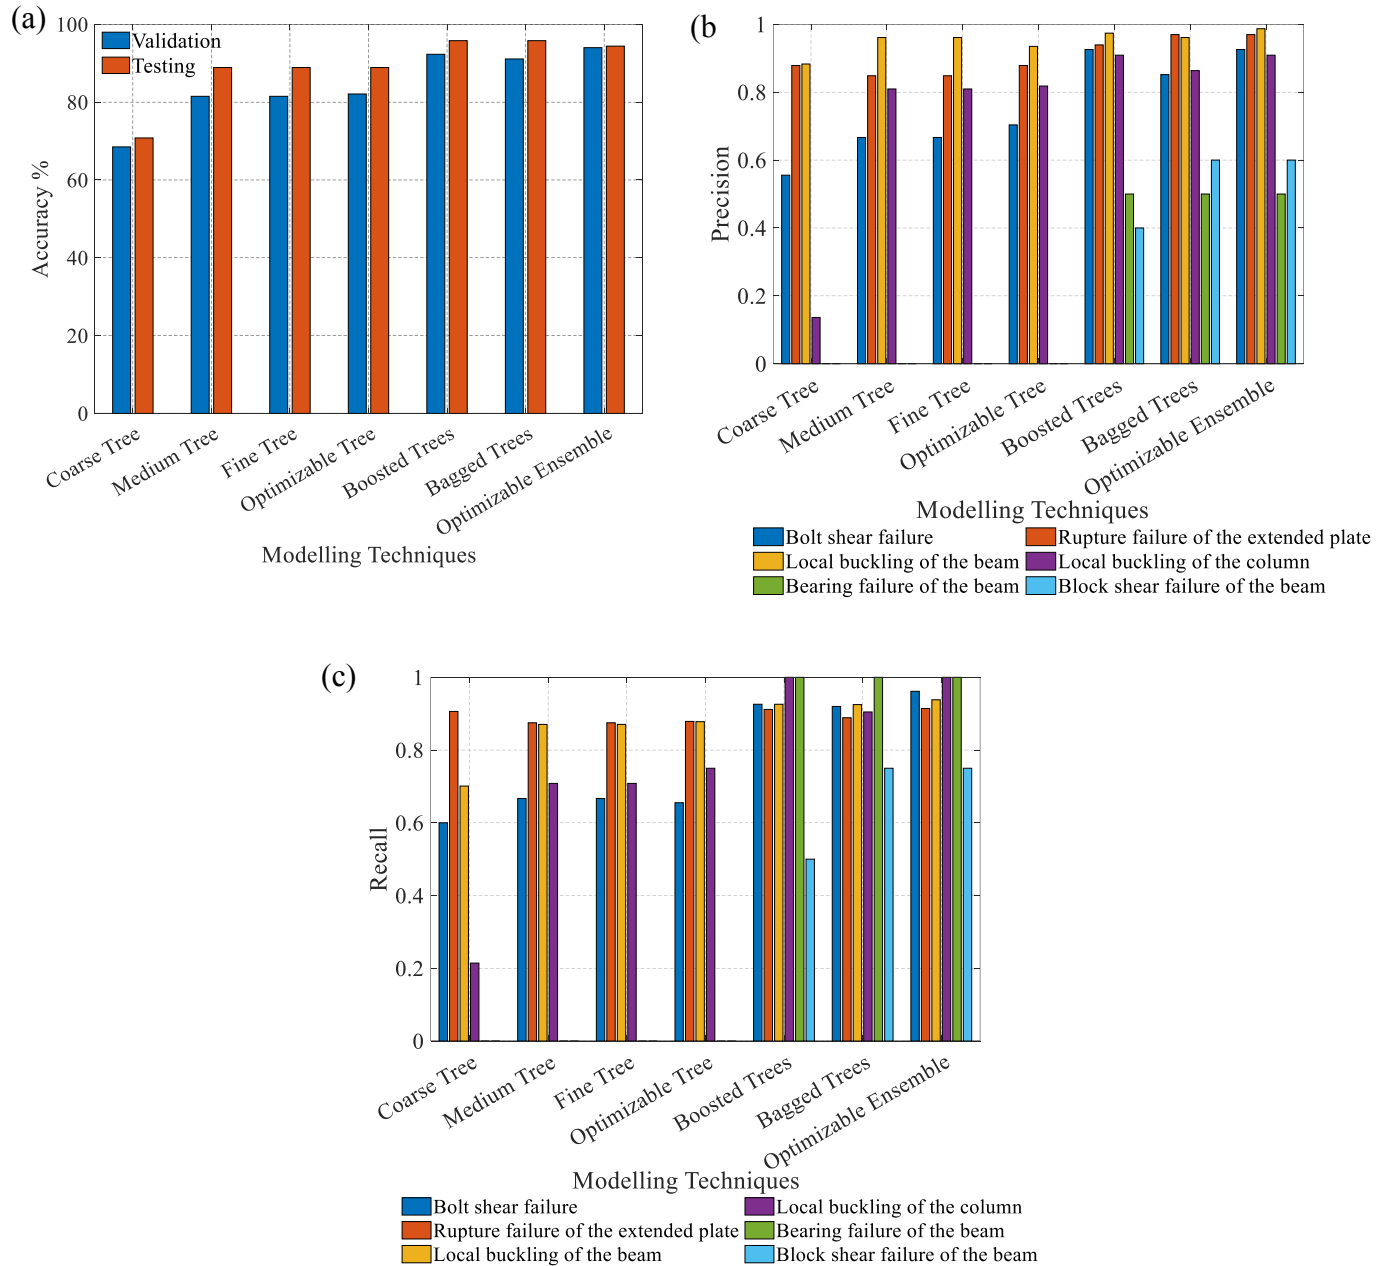 (a)
100
80
60
40
20
0
Accuracy %
Validation
Testing
Coarse Tree
Medium Tree
Fine Tree
Optimizable Tree
Boosted Trees
Bagged Trees
Optimizable Ensemble
Modelling Techniques
(b)
1
0.8
0.6
0.4
0.2
0
Precision
Coarse Tree
Medium Tree
Fine Tree
Optimizable Tree
Boosted Trees
Bagged Trees
Optimizable Ensemble
Modelling Techniques
Bolt shear failure
Rupture failure of the extended plate
Local buckling of the beam
Local buckling of the column
Bearing failure of the beam
Block shear failure of the beam
(c)
1
0.8
0.6
0.4
0.2
0
Recall
Coarse Tree
Medium Tree
Fine Tree
Optimizable Tree
Boosted Trees
Bagged Trees
Optimizable Ensemble
Modelling Techniques
Bolt shear failure
Local buckling of the column
Rupture failure of the extended plate
Bearing failure of the beam
Local buckling of the beam
Block shear failure of the beam